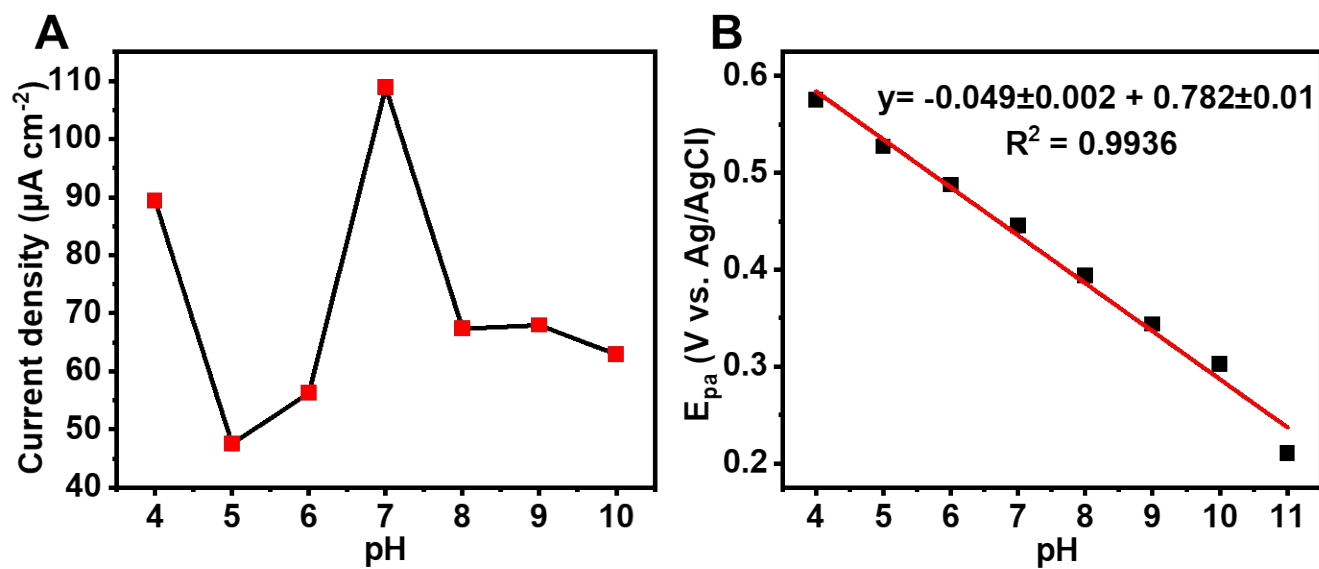 A
Current density (µA cm⁻²)
110
100
90
80
70
60
50
40
4 5 6 7 8 9 10
pH
B
E_pa (V vs. Ag/AgCl)
0.6
0.5
0.4
0.3
0.2
y= -0.049±0.002 + 0.782±0.01
R² = 0.9936
4 5 6 7 8 9 10 11
pH